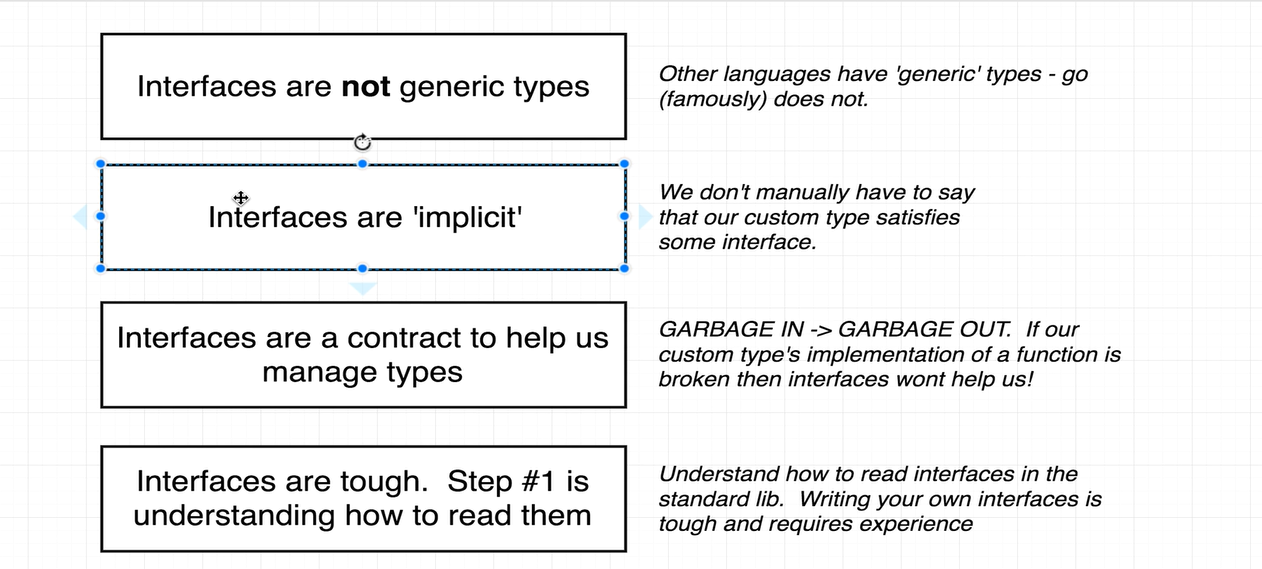 Interfaces are not generic types
Other languages have 'generic' types - go
(famously) does not.
Interfaces are 'implicit'
We don't manually have to say
that our custom type satisfies
some interface.
Interfaces are a contract to help us
manage types
GARBAGE IN -> GARBAGE OUT.  If our
custom type's implementation of a function is
broken then interfaces wont help us!
Interfaces are tough.  Step #1 is
understanding how to read them
Understand how to read interfaces in the
standard lib.  Writing your own interfaces is
tough and requires experience